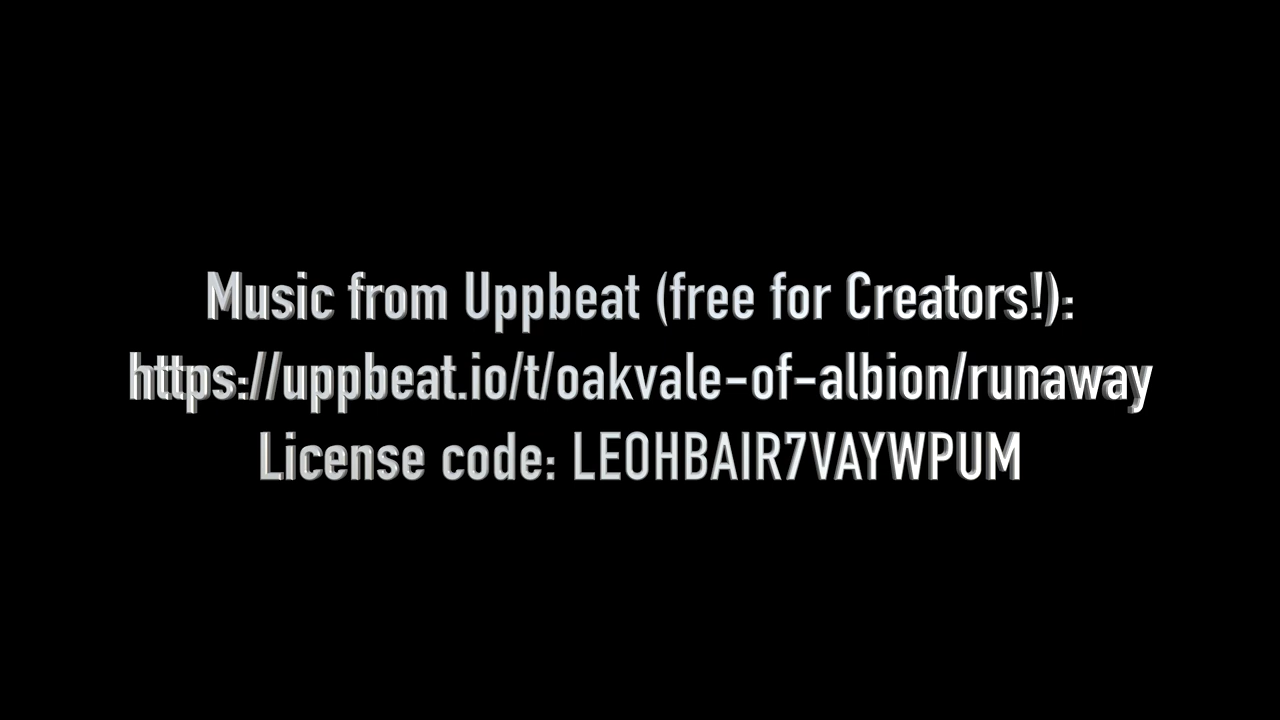 Music from Uppbeat (free for Creators!):
https://uppbeat.io/t/oakvale-of-albion/runaway
License code: LEOHBAIR7VAYWPUM